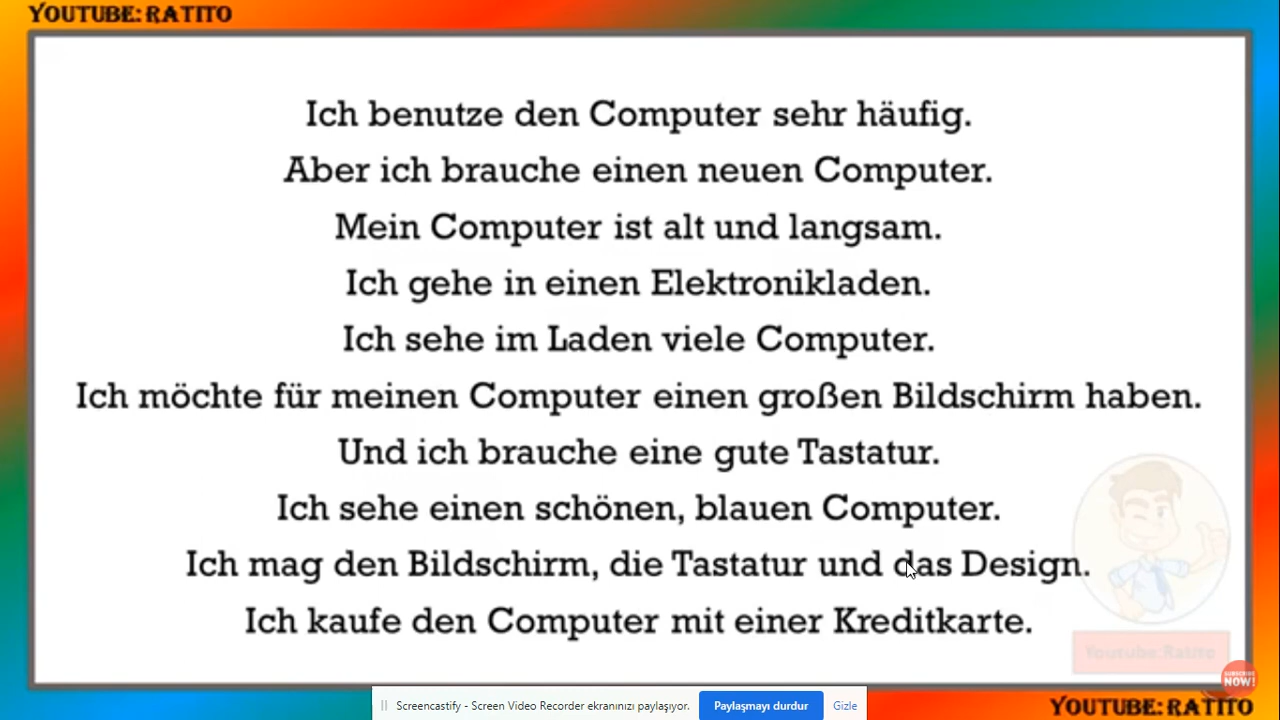 YOUTUBE: RATITO
Ich benutze den Computer sehr häufig.
Aber ich brauche einen neuen Computer.
Mein Computer ist alt und langsam.
Ich gehe in einen Elektronikladen.
Ich sehe im Laden viele Computer.
Ich möchte für meinen Computer einen großen Bildschirm haben.
Und ich brauche eine gute Tastatur.
Ich sehe einen schönen, blauen Computer.
Ich mag den Bildschirm, die Tastatur und das Design.
Ich kaufe den Computer mit einer Kreditkarte.
Youtube: Ratito
SUBSCRIBE
NOW!
Screencastify - Screen Video Recorder ekranınızı paylaşıyor. Paylaşmayı durdur Gizle
YOUTUBE: RATITO